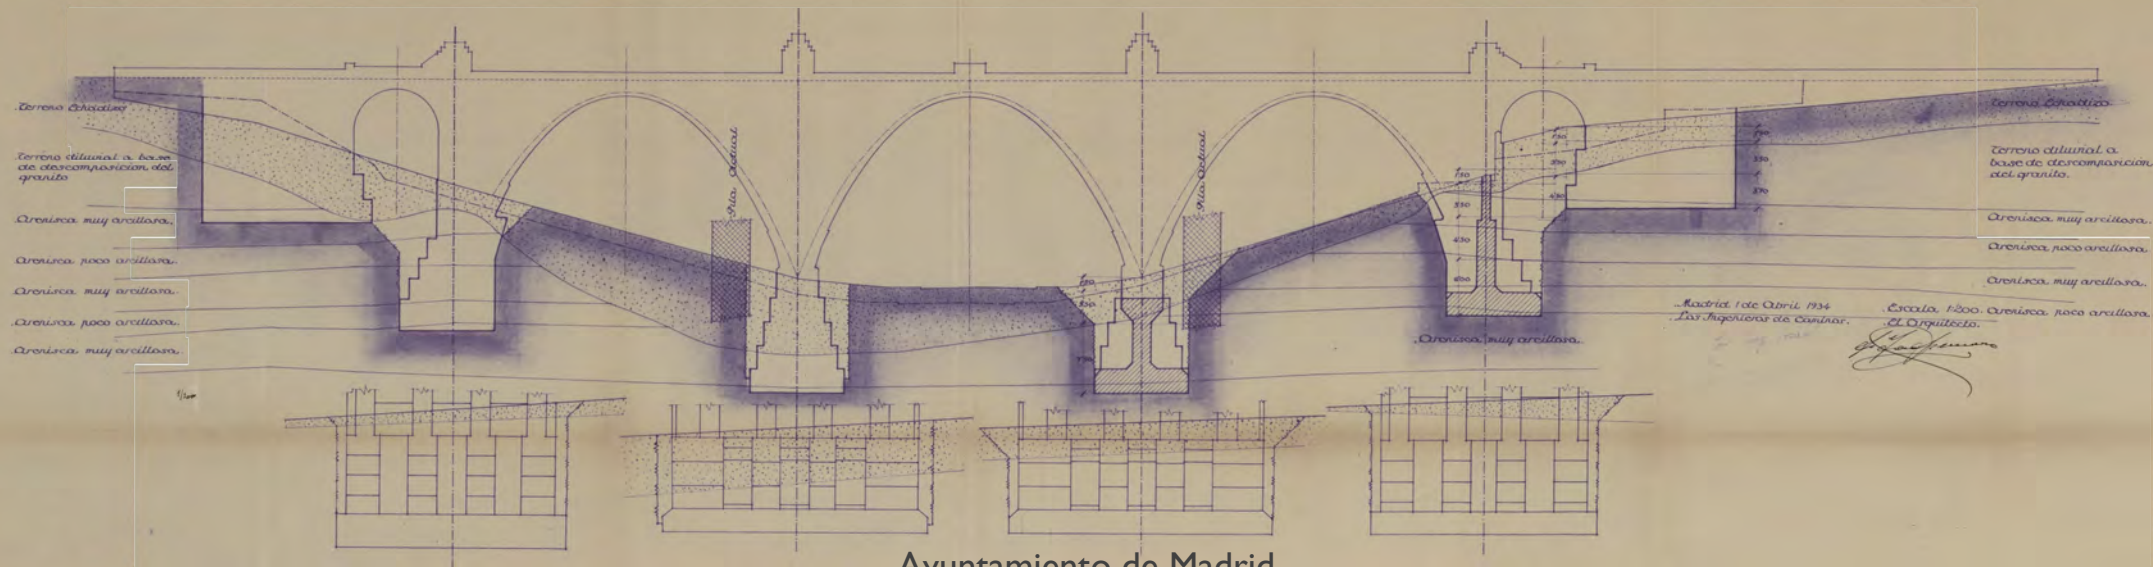 Terreno Echadizo
Terreno diluvial a base
de descomposición del
granito
Arenisca muy arcillosa.
Arenisca poco arcillosa.
Arenisca muy arcillosa.
Arenisca poco arcillosa.
Arenisca muy arcillosa.
Pila Actual
Pila Actual
Terreno Echadizo
Terreno diluvial a
base de descomposición
del granito.
Arenisca muy arcillosa.
Arenisca poco arcillosa.
Arenisca muy arcillosa.
Arenisca poco arcillosa.
Arenisca muy arcillosa.
Madrid 1 de Abril 1934
Los Ingenieros de Caminos.
Escala, 1:200.
El Arquitecto.
Ayuntamiento de Madrid